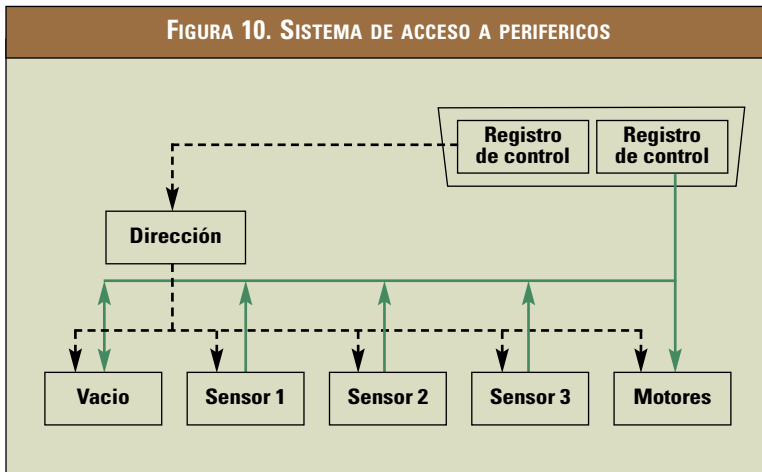 FIGURA 10. SISTEMA DE ACCESO A PERIFERICOS
Registro
de control
Registro
de control
Dirección
Vacio
Sensor 1
Sensor 2
Sensor 3
Motores